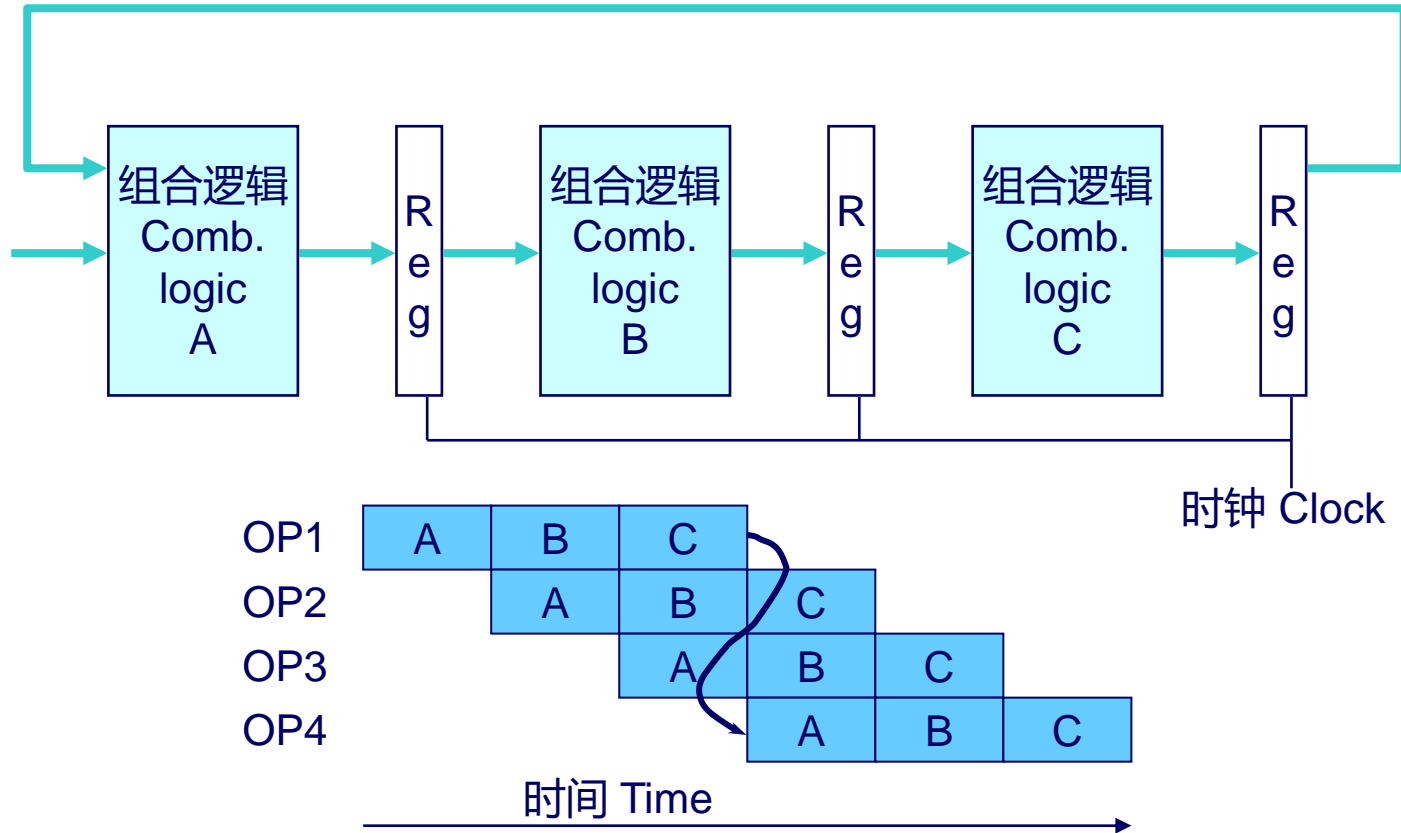 组合逻辑
Comb.
logic
A
R
e
g
组合逻辑
Comb.
logic
B
R
e
g
组合逻辑
Comb.
logic
C
R
e
g
时钟 Clock
OP1 A B C
OP2 A B C
OP3 A B C
OP4 A B C
时间 Time